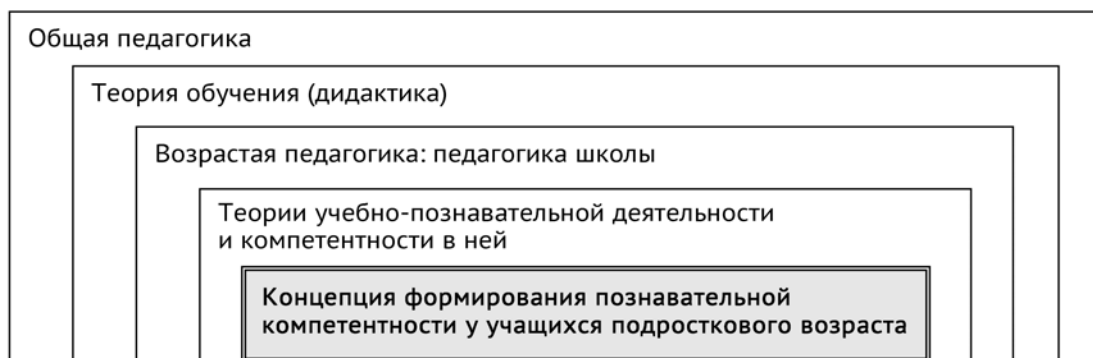 Общая педагогика
Теория обучения (дидактика)
Возрастая педагогика: педагогика школы
Теории учебно-познавательной деятельности
и компетентности в ней
Концепция формирования познавательной
компетентности у учащихся подросткового возраста